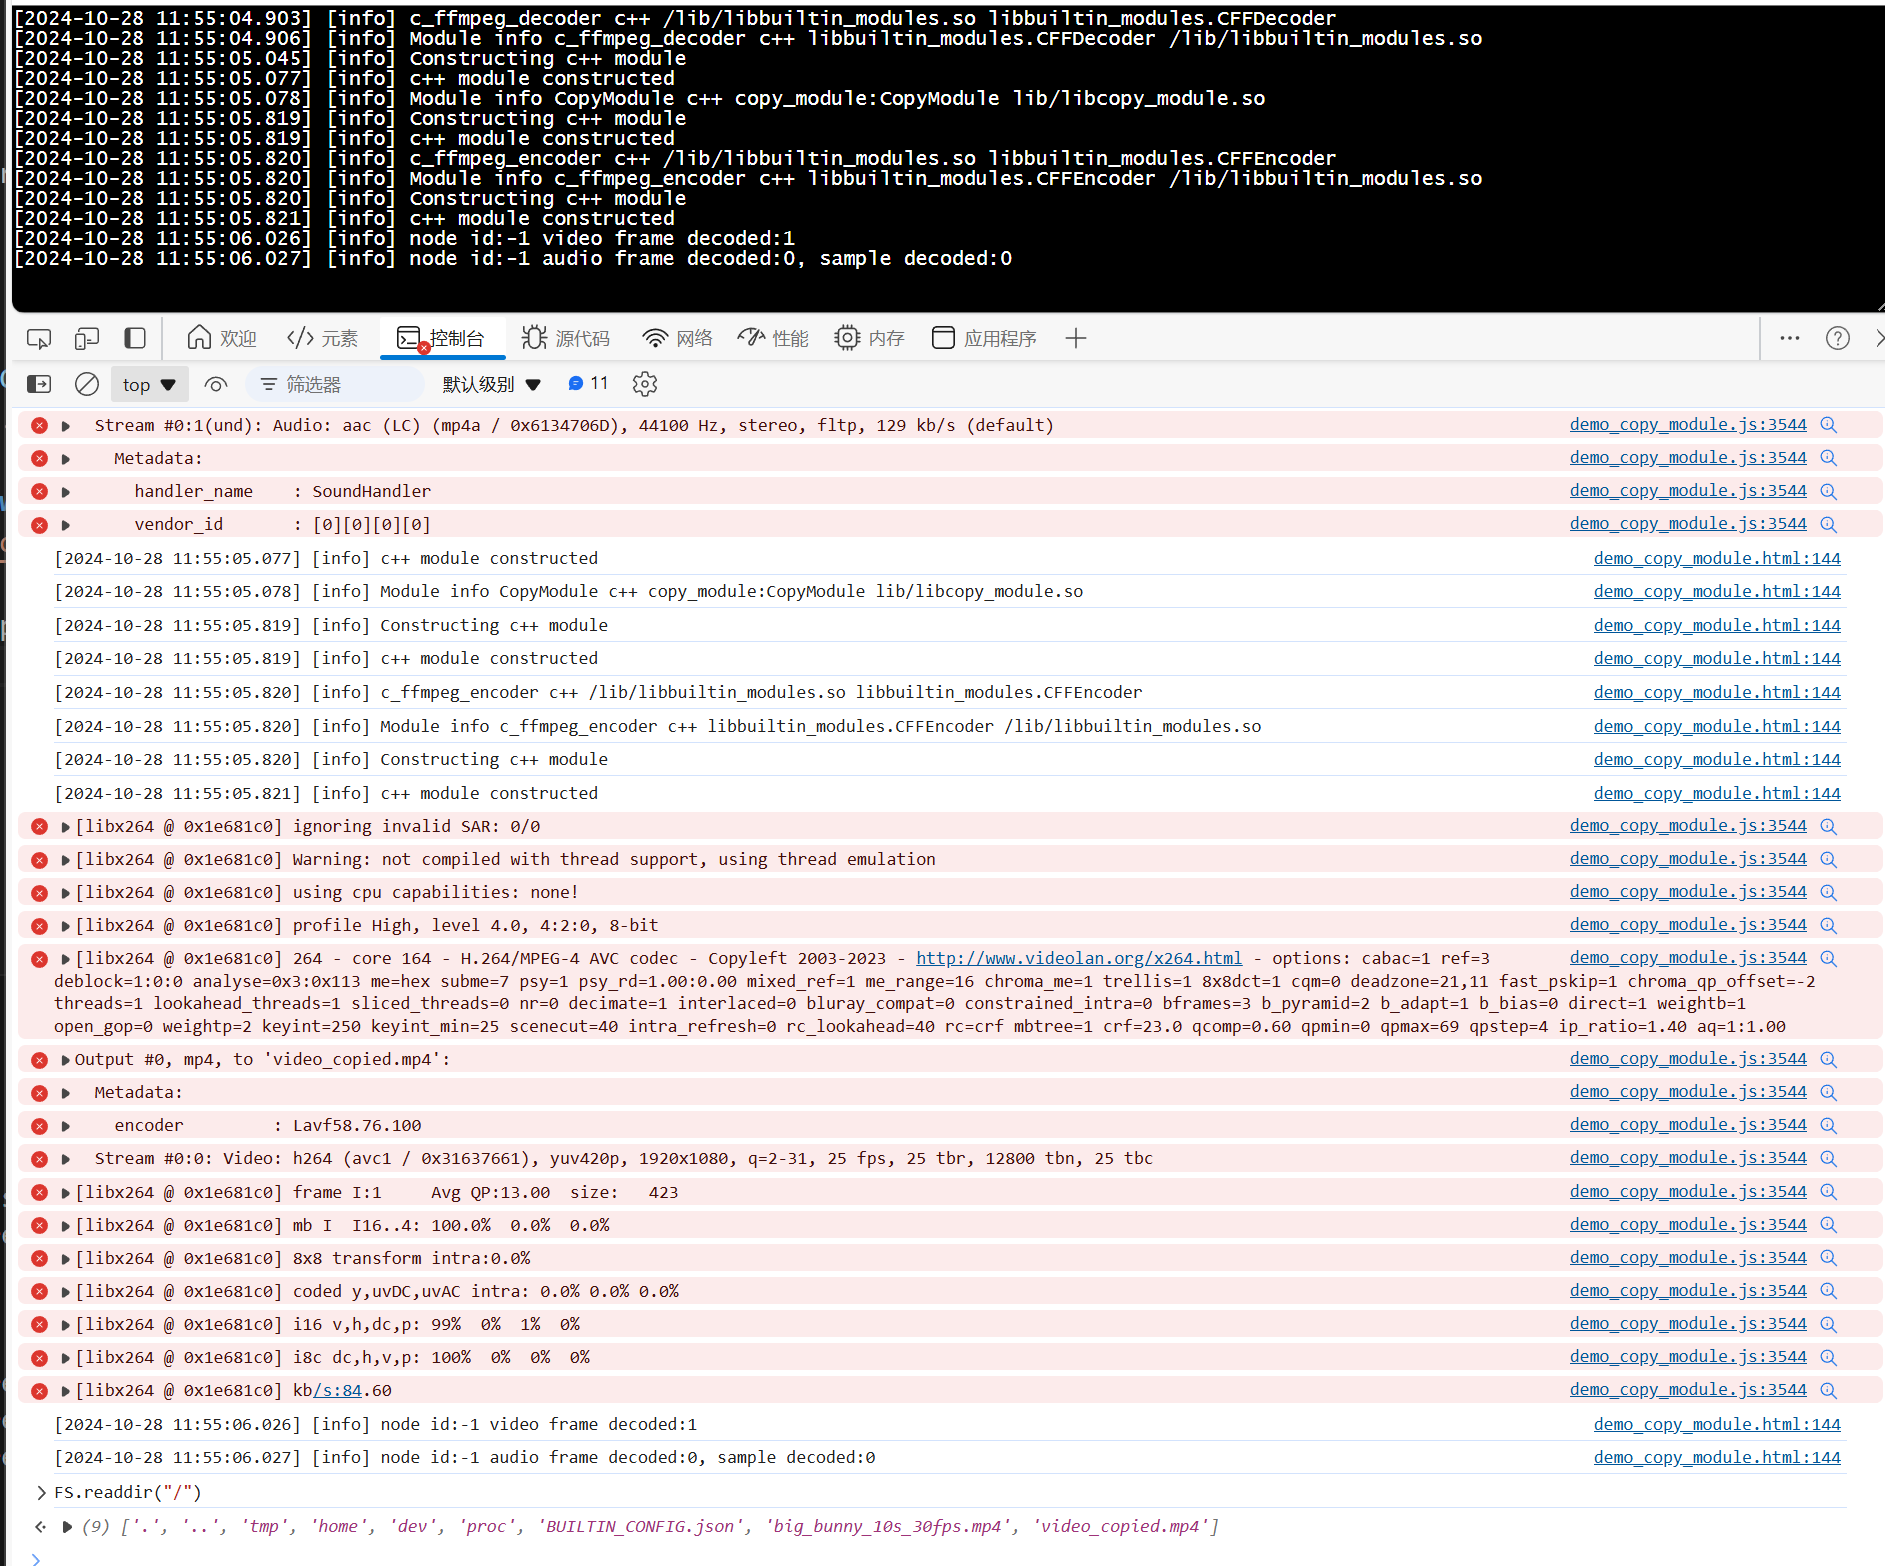 [2024-10-28 11:55:04.903] [info] c_ffmpeg_decoder c++ /lib/libbuiltin_modules.so libbuiltin_modules.CFFDecoder
[2024-10-28 11:55:04.906] [info] Module info c_ffmpeg_decoder c++ libbuiltin_modules.CFFDecoder /lib/libbuiltin_modules.so
[2024-10-28 11:55:05.045] [info] Constructing c++ module
[2024-10-28 11:55:05.077] [info] c++ module constructed
[2024-10-28 11:55:05.078] [info] Module info CopyModule c++ copy_module:CopyModule lib/libcopy_module.so
[2024-10-28 11:55:05.819] [info] Constructing c++ module
[2024-10-28 11:55:05.819] [info] c++ module constructed
[2024-10-28 11:55:05.820] [info] c_ffmpeg_encoder c++ /lib/libbuiltin_modules.so libbuiltin_modules.CFFEncoder
[2024-10-28 11:55:05.820] [info] Module info c_ffmpeg_encoder c++ libbuiltin_modules.CFFEncoder /lib/libbuiltin_modules.so
[2024-10-28 11:55:05.820] [info] Constructing c++ module
[2024-10-28 11:55:05.821] [info] c++ module constructed
[2024-10-28 11:55:06.026] [info] node id:-1 video frame decoded:1
[2024-10-28 11:55:06.027] [info] node id:-1 audio frame decoded:0, sample decoded:0
欢迎 元素 控制台 源代码 网络 性能 内存 应用程序
top 筛选器 默认级别 11
Stream #0:1(und): Audio: aac (LC) (mp4a / 0x6134706D), 44100 Hz, stereo, fltp, 129 kb/s (default) demo_copy_module.js:3544
Metadata: demo_copy_module.js:3544
handler_name : SoundHandler demo_copy_module.js:3544
vendor_id : [0][0][0][0] demo_copy_module.js:3544
[2024-10-28 11:55:05.077] [info] c++ module constructed demo_copy_module.html:144
[2024-10-28 11:55:05.078] [info] Module info CopyModule c++ copy_module:CopyModule lib/libcopy_module.so demo_copy_module.html:144
[2024-10-28 11:55:05.819] [info] Constructing c++ module demo_copy_module.html:144
[2024-10-28 11:55:05.819] [info] c++ module constructed demo_copy_module.html:144
[2024-10-28 11:55:05.820] [info] c_ffmpeg_encoder c++ /lib/libbuiltin_modules.so libbuiltin_modules.CFFEncoder demo_copy_module.html:144
[2024-10-28 11:55:05.820] [info] Module info c_ffmpeg_encoder c++ libbuiltin_modules.CFFEncoder /lib/libbuiltin_modules.so demo_copy_module.html:144
[2024-10-28 11:55:05.820] [info] Constructing c++ module demo_copy_module.html:144
[2024-10-28 11:55:05.821] [info] c++ module constructed demo_copy_module.html:144
[libx264 @ 0x1e681c0] ignoring invalid SAR: 0/0 demo_copy_module.js:3544
[libx264 @ 0x1e681c0] Warning: not compiled with thread support, using thread emulation demo_copy_module.js:3544
[libx264 @ 0x1e681c0] using cpu capabilities: none! demo_copy_module.js:3544
[libx264 @ 0x1e681c0] profile High, level 4.0, 4:2:0, 8-bit demo_copy_module.js:3544
[libx264 @ 0x1e681c0] 264 - core 164 - H.264/MPEG-4 AVC codec - Copyleft 2003-2023 - http://www.videolan.org/x264.html - options: cabac=1 ref=3 demo_copy_module.js:3544
deblock=1:0:0 analyse=0x3:0x113 me=hex subme=7 psy=1 psy_rd=1.00:0.00 mixed_ref=1 me_range=16 chroma_me=1 trellis=1 8x8dct=1 cqm=0 deadzone=21,11 fast_pskip=1 chroma_qp_offset=-2
threads=1 lookahead_threads=1 sliced_threads=0 nr=0 decimate=1 interlaced=0 bluray_compat=0 constrained_intra=0 bframes=3 b_pyramid=2 b_adapt=1 b_bias=0 direct=1 weightb=1
open_gop=0 weightp=2 keyint=250 keyint_min=25 scenecut=40 intra_refresh=0 rc_lookahead=40 rc=crf mbtree=1 crf=23.0 qcomp=0.60 qpmin=0 qpmax=69 qpstep=4 ip_ratio=1.40 aq=1:1.00
Output #0, mp4, to 'video_copied.mp4': demo_copy_module.js:3544
Metadata: demo_copy_module.js:3544
encoder : Lavf58.76.100 demo_copy_module.js:3544
Stream #0:0: Video: h264 (avc1 / 0x31637661), yuv420p, 1920x1080, q=2-31, 25 fps, 25 tbr, 12800 tbn, 25 tbc demo_copy_module.js:3544
[libx264 @ 0x1e681c0] frame I:1 Avg QP:13.00 size: 423 demo_copy_module.js:3544
[libx264 @ 0x1e681c0] mb I I16..4: 100.0% 0.0% 0.0% demo_copy_module.js:3544
[libx264 @ 0x1e681c0] 8x8 transform intra:0.0% demo_copy_module.js:3544
[libx264 @ 0x1e681c0] coded y,uvDC,uvAC intra: 0.0% 0.0% 0.0% demo_copy_module.js:3544
[libx264 @ 0x1e681c0] i16 v,h,dc,p: 99% 0% 1% 0% demo_copy_module.js:3544
[libx264 @ 0x1e681c0] i8c dc,h,v,p: 100% 0% 0% 0% demo_copy_module.js:3544
[libx264 @ 0x1e681c0] kb/s:84.60 demo_copy_module.js:3544
[2024-10-28 11:55:06.026] [info] node id:-1 video frame decoded:1 demo_copy_module.html:144
[2024-10-28 11:55:06.027] [info] node id:-1 audio frame decoded:0, sample decoded:0 demo_copy_module.html:144
FS.readdir("/")
(9) ['.', '..', 'tmp', 'home', 'dev', 'proc', 'BUILTIN_CONFIG.json', 'big_bunny_10s_30fps.mp4', 'video_copied.mp4']